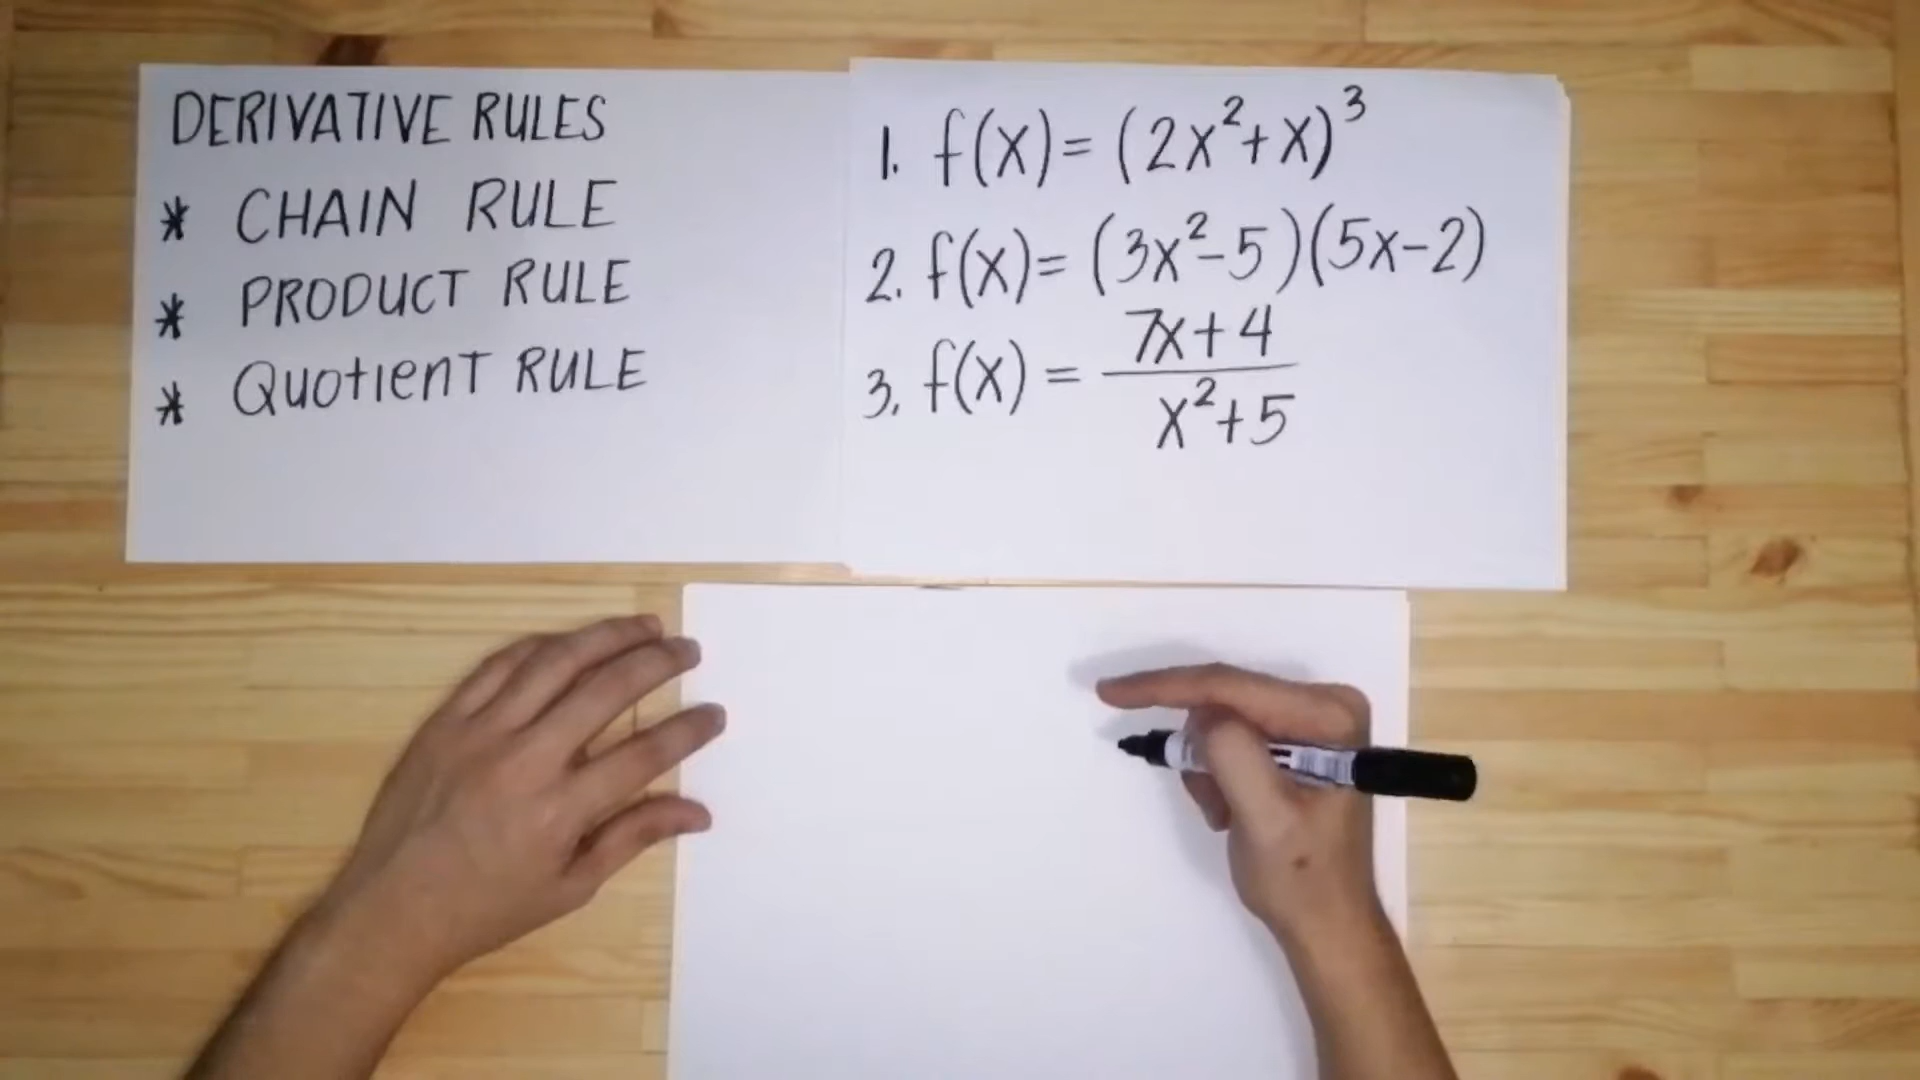 DERIVATIVE RULES
* CHAIN RULE
* PRODUCT RULE
* QuotienT RULE
1. f(x) = (2x²+x)³
2. f(x) = (3x²-5)(5x-2)
3. f(x) = 7x+4 / x²+5